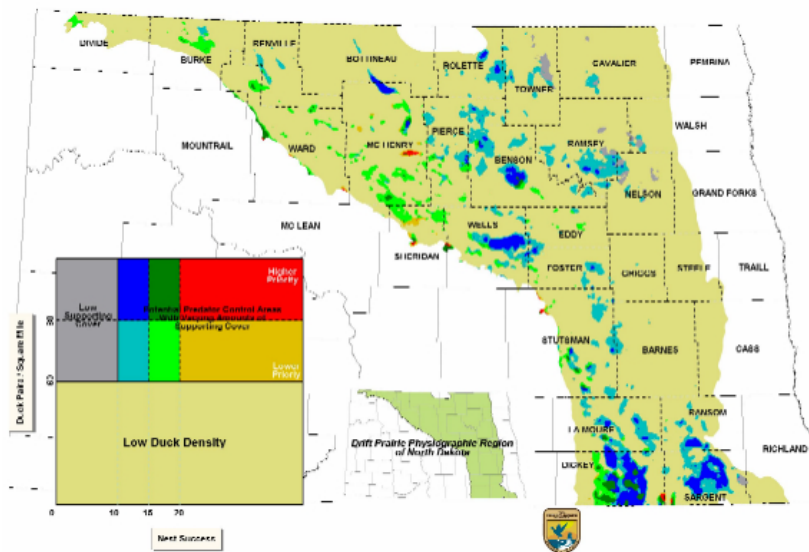 DIVIDE
BURKE
RENVILLE
BOTTINEAU
ROLETTE
TOWNER
CAVALIER
PEMBINA
MOUNTRAIL
WARD
MC HENRY
PIERCE
BENSON
RAMSEY
WALSH
NELSON
GRAND FORKS
MC LEAN
SHERIDAN
WELLS
EDDY
FOSTER
GRIGGS
STEELE
TRAILL
STUTSMAN
BARNES
CASS
LA MOURE
RANSOM
DICKEY
SARGENT
RICHLAND
Low
Supporting
Cover
Higher
Priority
Potential Predator Control Areas
With Varying Amounts of
Supporting Cover
Lower
Priority
Low Duck Density
Duck Pairs / Square Mile
60
0
10
15
20
Nest Success
Drift Prairie Physiographic Region
of North Dakota